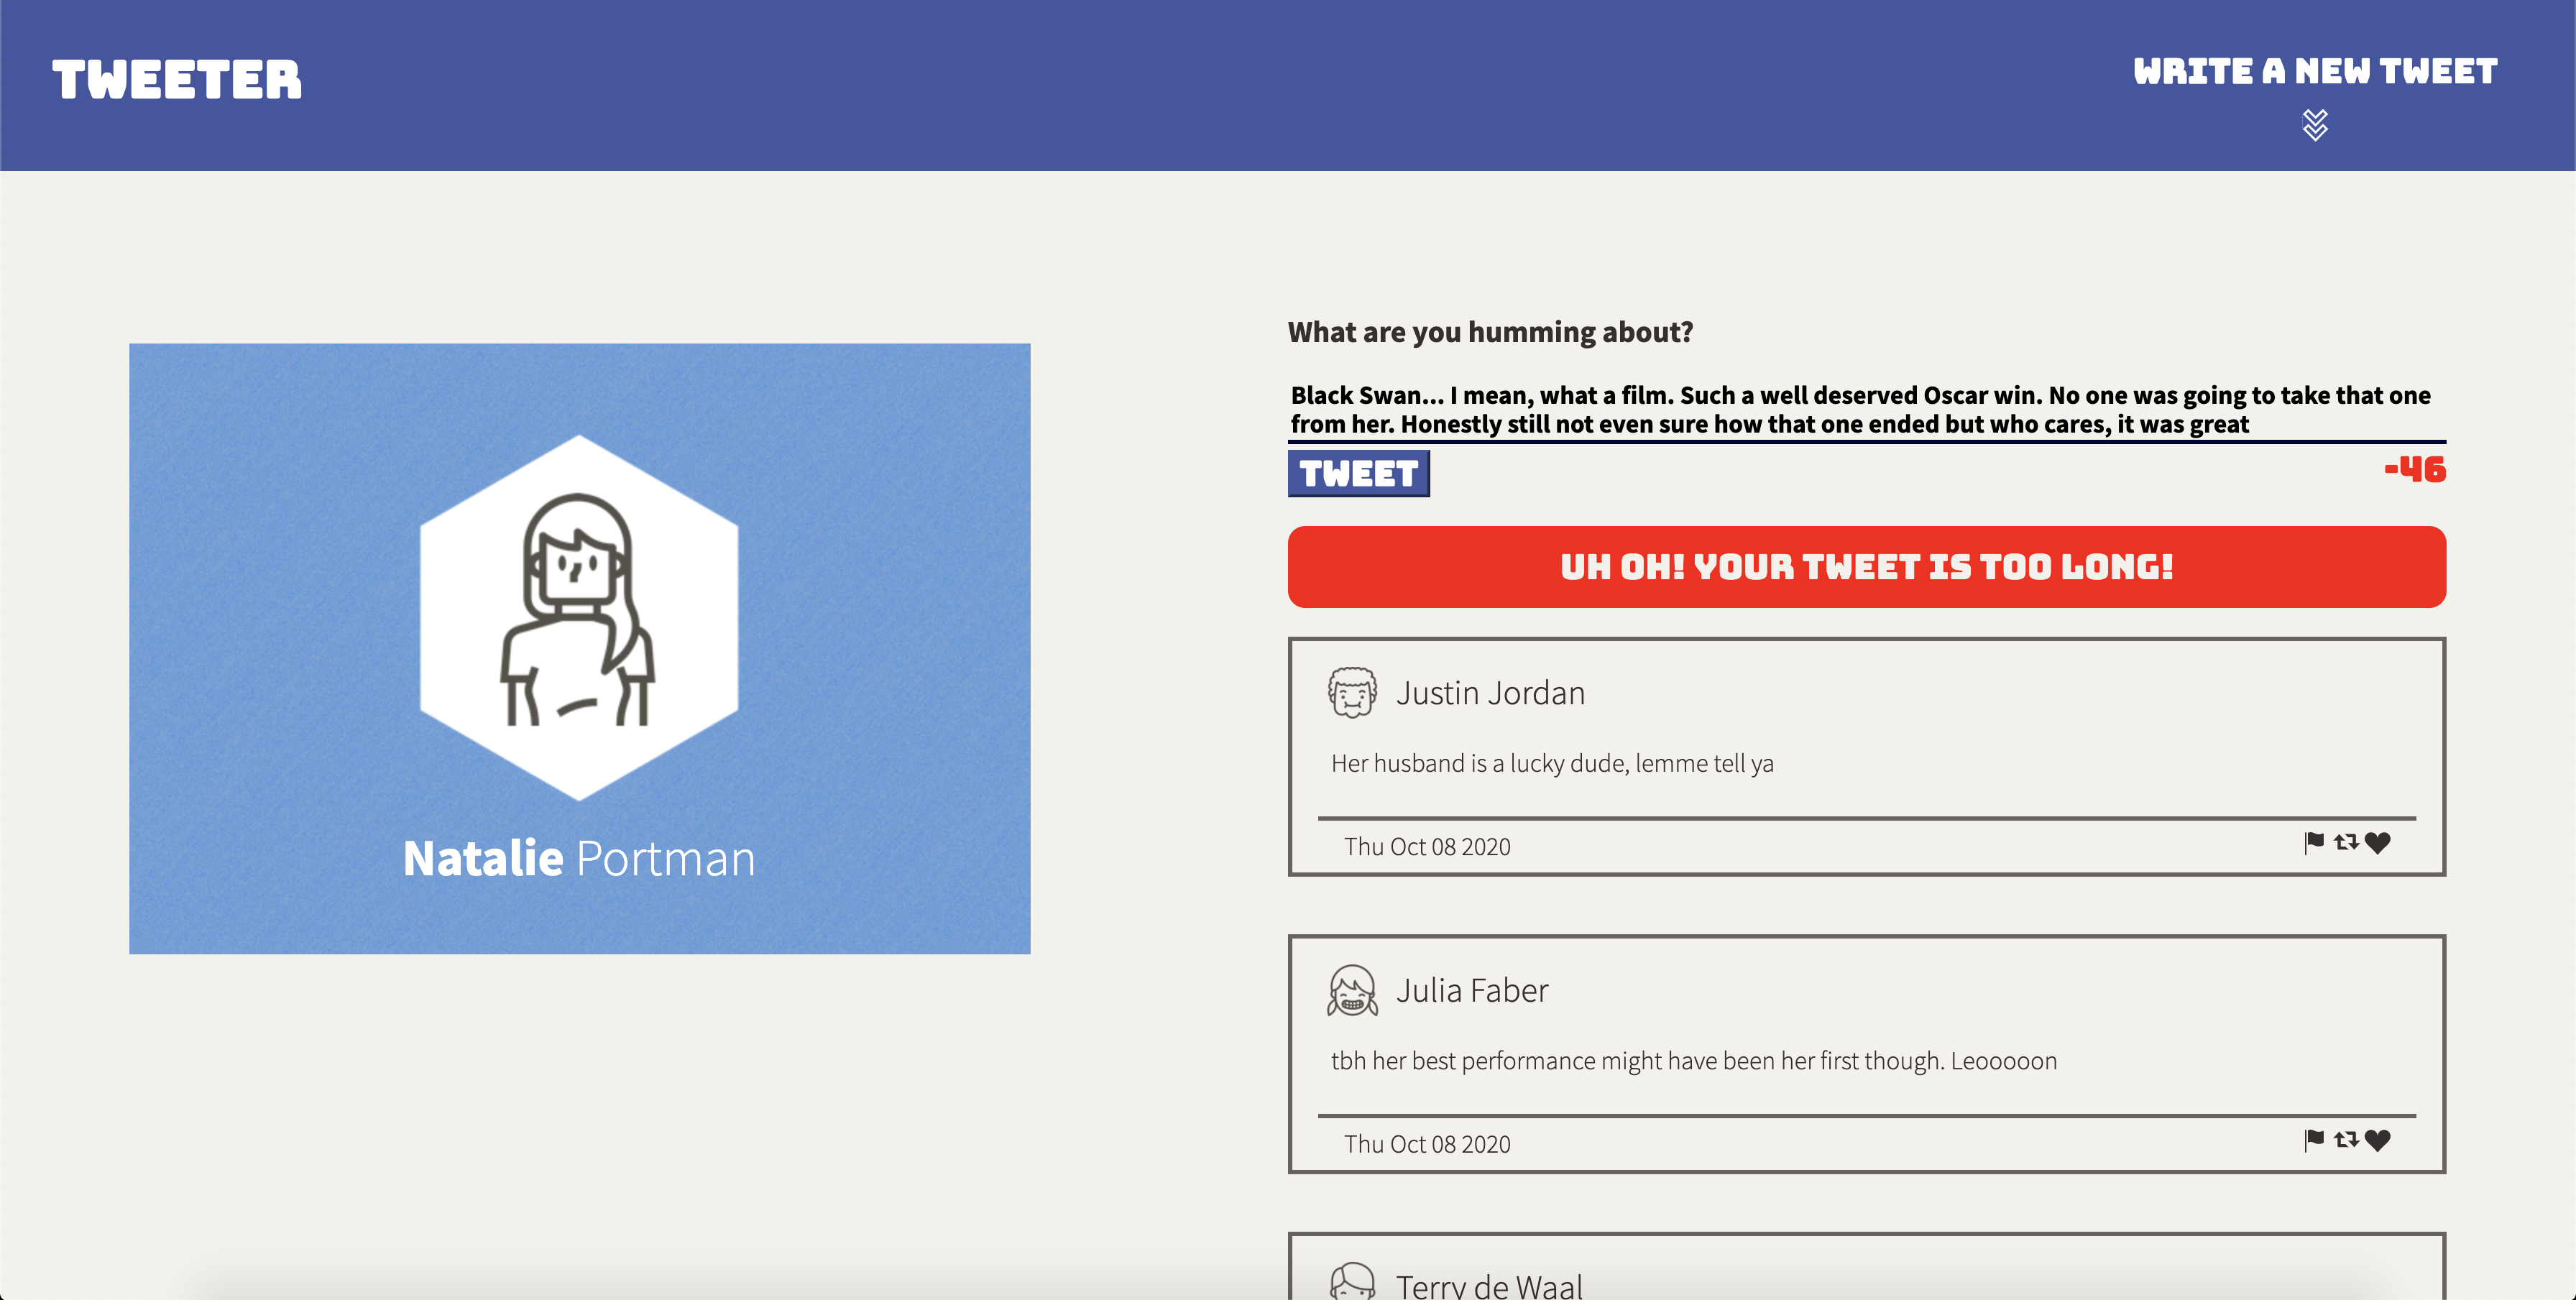 TWEETER
WRITE A NEW TWEET
Natalie Portman
What are you humming about?
Black Swan... I mean, what a film. Such a well deserved Oscar win. No one was going to take that one
from her. Honestly still not even sure how that one ended but who cares, it was great
TWEET
-46
UH OH! YOUR TWEET IS TOO LONG!
Justin Jordan
Her husband is a lucky dude, lemme tell ya
Thu Oct 08 2020
Julia Faber
tbh her best performance might have been her first though. Leoooooon
Thu Oct 08 2020
Terry de Waal